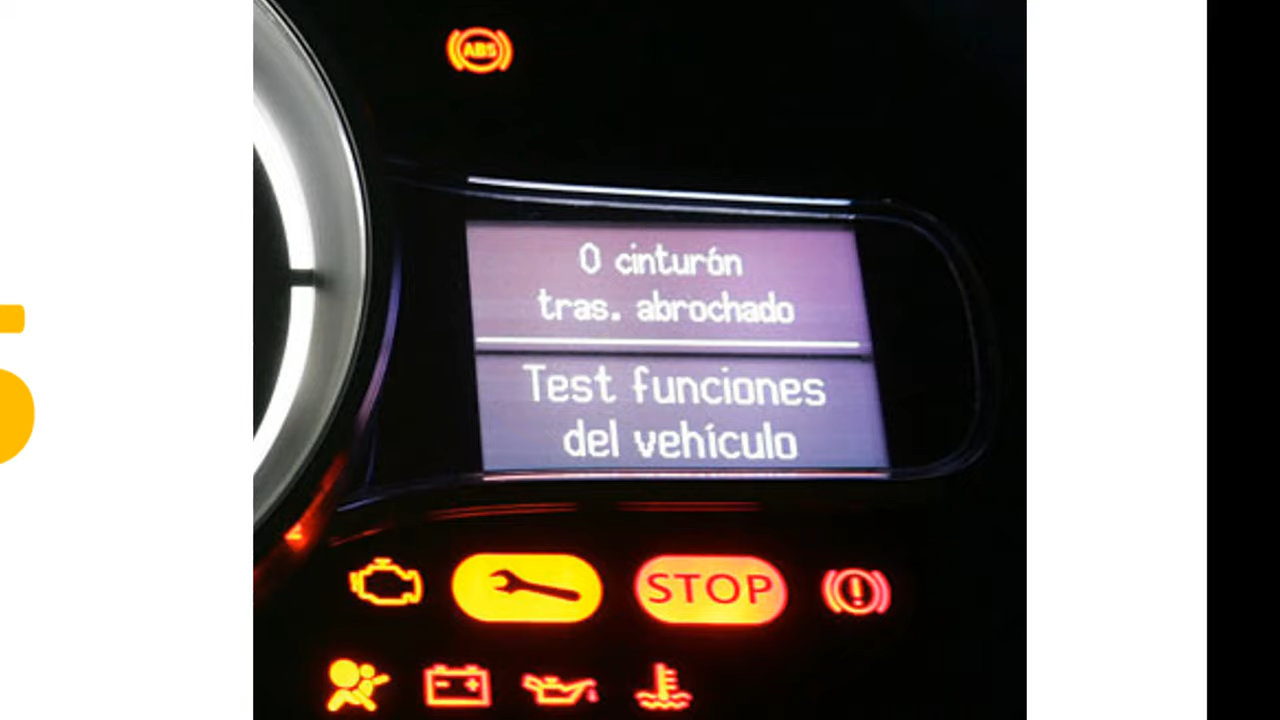 ABS
0 cinturón
tras. abrochado
Test funciones
del vehículo
STOP